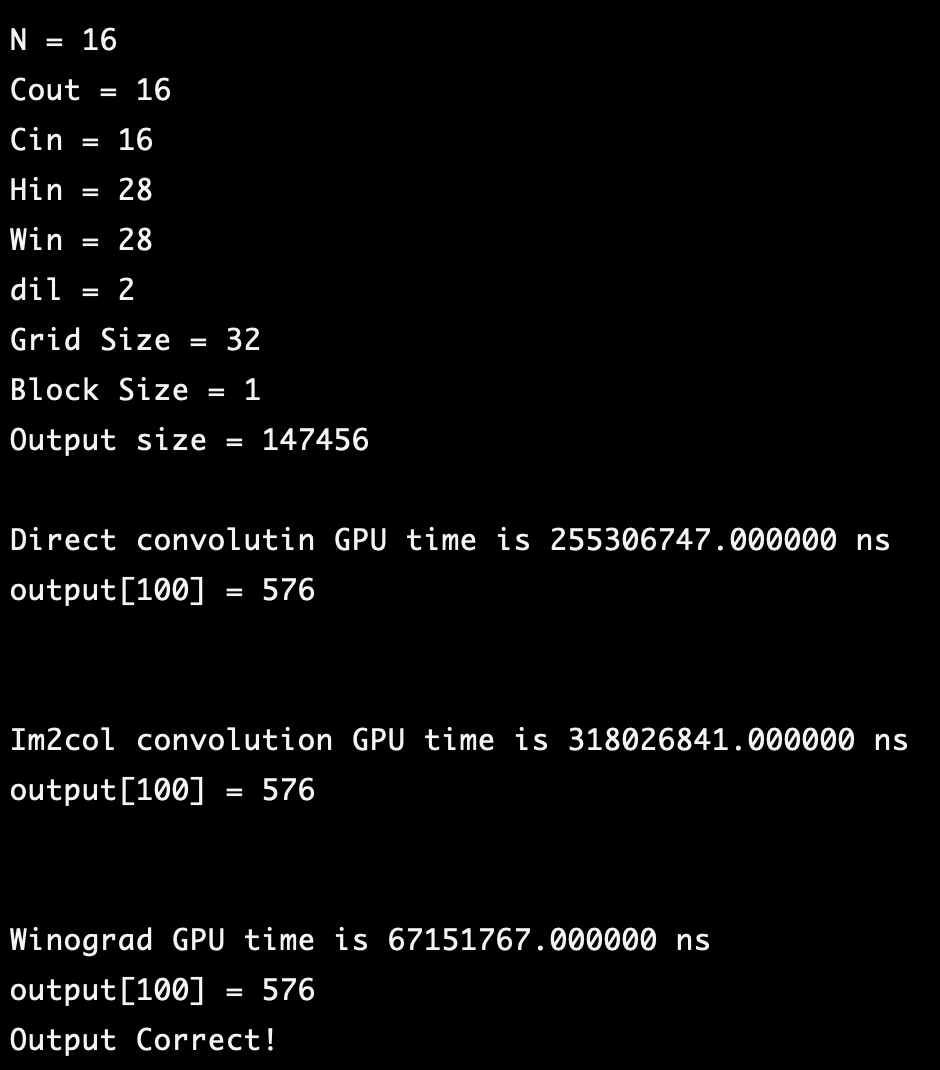 N = 16
Cout = 16
Cin = 16
Hin = 28
Win = 28
dil = 2
Grid Size = 32
Block Size = 1
Output size = 147456
Direct convolutin GPU time is 255306747.000000 ns
output[100] = 576
Im2col convolution GPU time is 318026841.000000 ns
output[100] = 576
Winograd GPU time is 67151767.000000 ns
output[100] = 576
Output Correct!